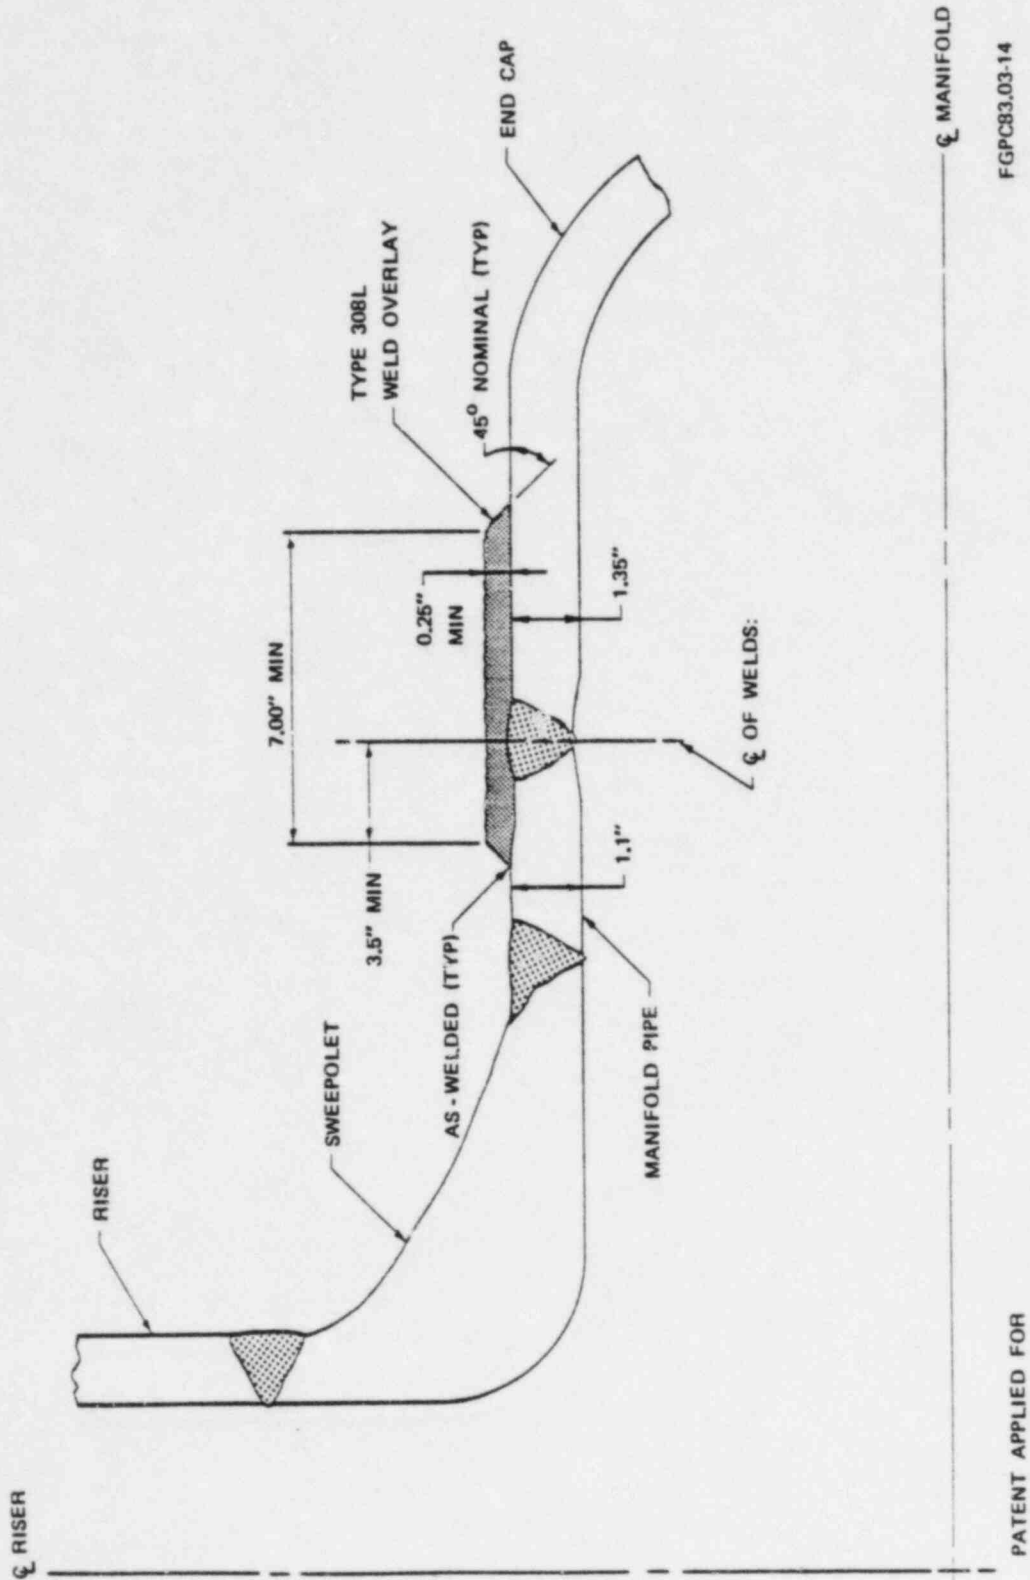 ℄ RISER
RISER
SWEEPOLET
AS - WELDED (TYP)
MANIFOLD PIPE
3.5" MIN
7.00" MIN
1.1"
0.25"
MIN
1.35"
℄ OF WELDS:
TYPE 308L
WELD OVERLAY
45° NOMINAL (TYP)
END CAP
℄ MANIFOLD
FGPC83.03-14
PATENT APPLIED FOR